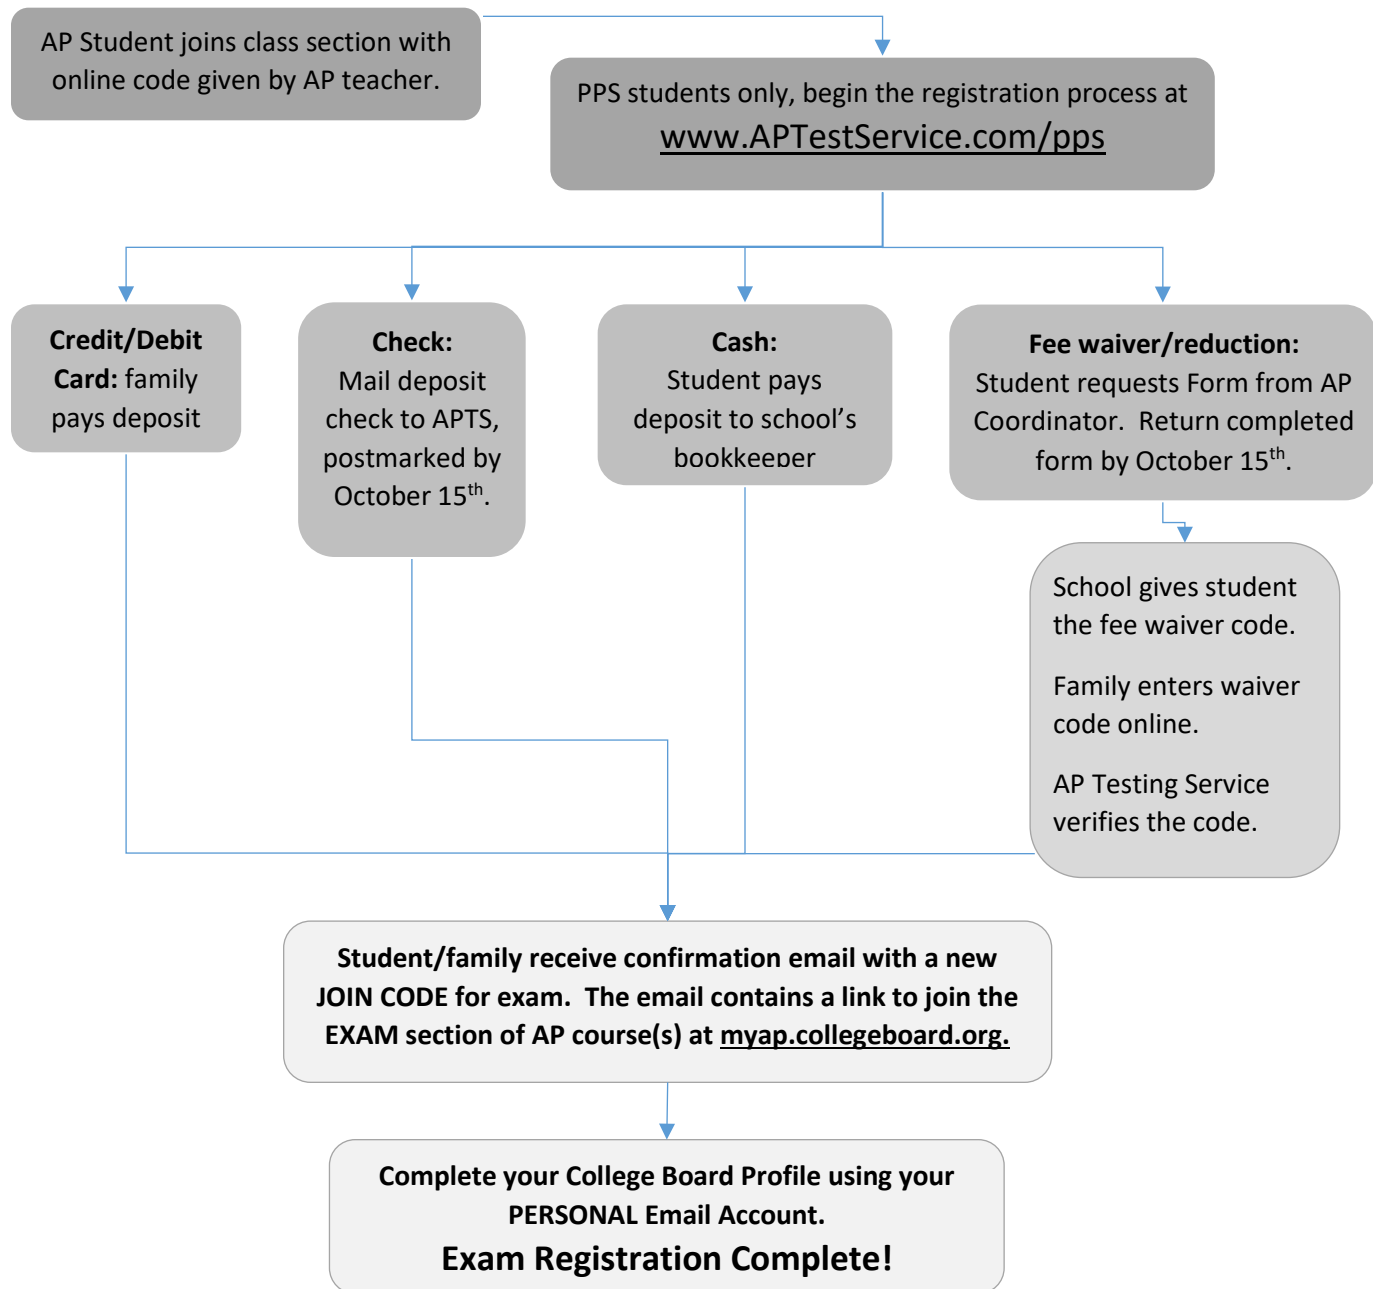 AP Student joins class section with
online code given by AP teacher.
PPS students only, begin the registration process at
www.APTestService.com/pps
Credit/Debit
Card: family
pays deposit
Check:
Mail deposit
check to APTS,
postmarked by
October 15th.
Cash:
Student pays
deposit to school’s
bookkeeper
Fee waiver/reduction:
Student requests Form from AP
Coordinator.  Return completed
form by October 15th.
School gives student
the fee waiver code.
Family enters waiver
code online.
AP Testing Service
verifies the code.
Student/family receive confirmation email with a new
JOIN CODE for exam.  The email contains a link to join the
EXAM section of AP course(s) at myap.collegeboard.org.
Complete your College Board Profile using your
PERSONAL Email Account.
Exam Registration Complete!